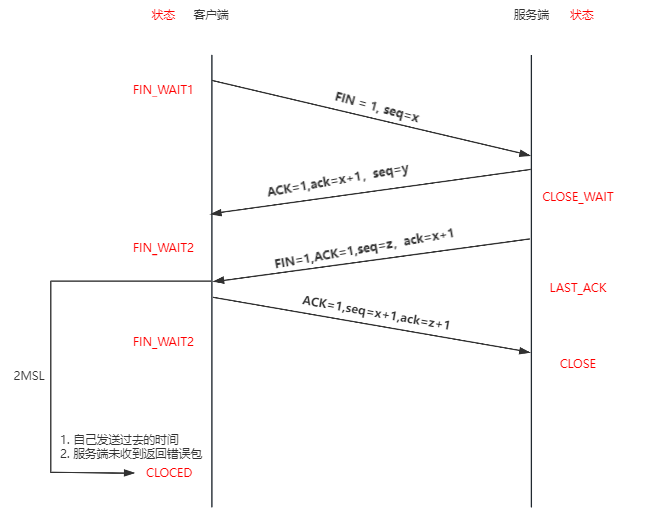 状态 客户端 服务端 状态
FIN_WAIT1
FIN = 1, seq=x
ACK=1,ack=x+1, seq=y
CLOSE_WAIT
FIN_WAIT2
FIN=1,ACK=1,seq=z, ack=x+1
LAST_ACK
ACK=1,seq=x+1,ack=z+1
FIN_WAIT2
CLOSE
2MSL
1. 自己发送过去的时间
2. 服务端未收到返回错误包
CLOCED